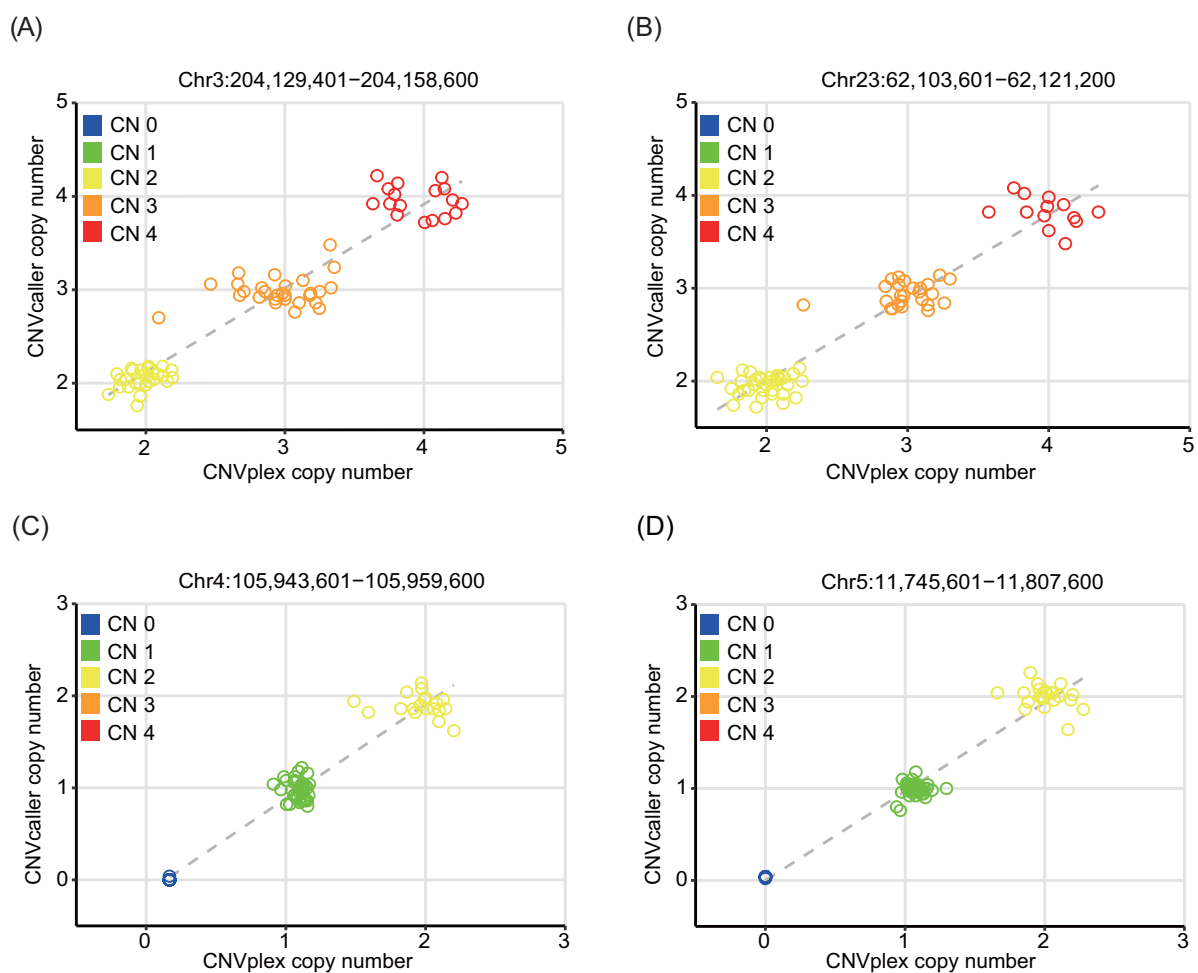 (A)
Chr3:204,129,401−204,158,600
CNVcaller copy number
5
4
3
2
CN 0
CN 1
CN 2
CN 3
CN 4
2
3
4
5
CNVplex copy number
(B)
Chr23:62,103,601−62,121,200
CNVcaller copy number
5
4
3
2
CN 0
CN 1
CN 2
CN 3
CN 4
2
3
4
5
CNVplex copy number
(C)
Chr4:105,943,601−105,959,600
CNVcaller copy number
3
2
1
0
CN 0
CN 1
CN 2
CN 3
CN 4
0
1
2
3
CNVplex copy number
(D)
Chr5:11,745,601−11,807,600
CNVcaller copy number
3
2
1
0
CN 0
CN 1
CN 2
CN 3
CN 4
0
1
2
3
CNVplex copy number